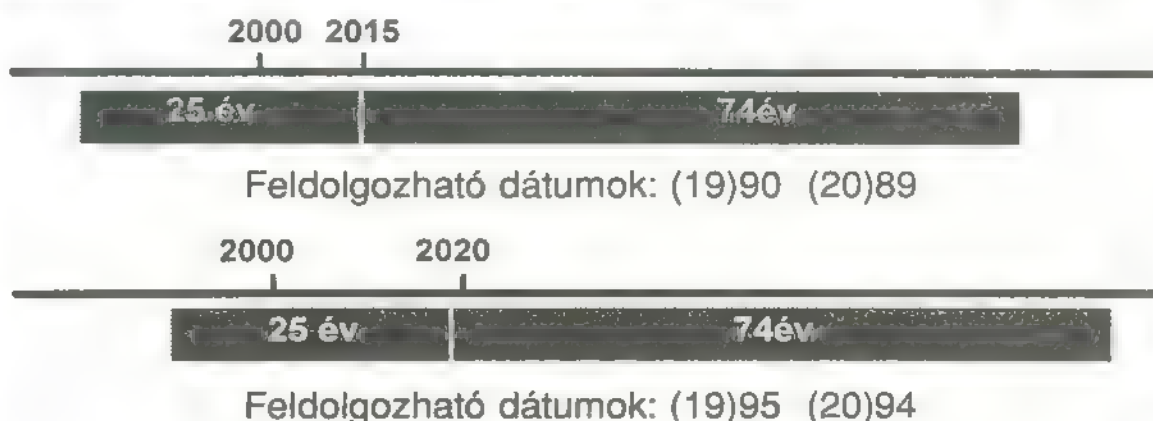 2000 2015
25 év 74év
Feldolgozható dátumok: (19)90 (20)89
2000 2020
25 év 74év
Feldolgozható dátumok: (19)95 (20)94